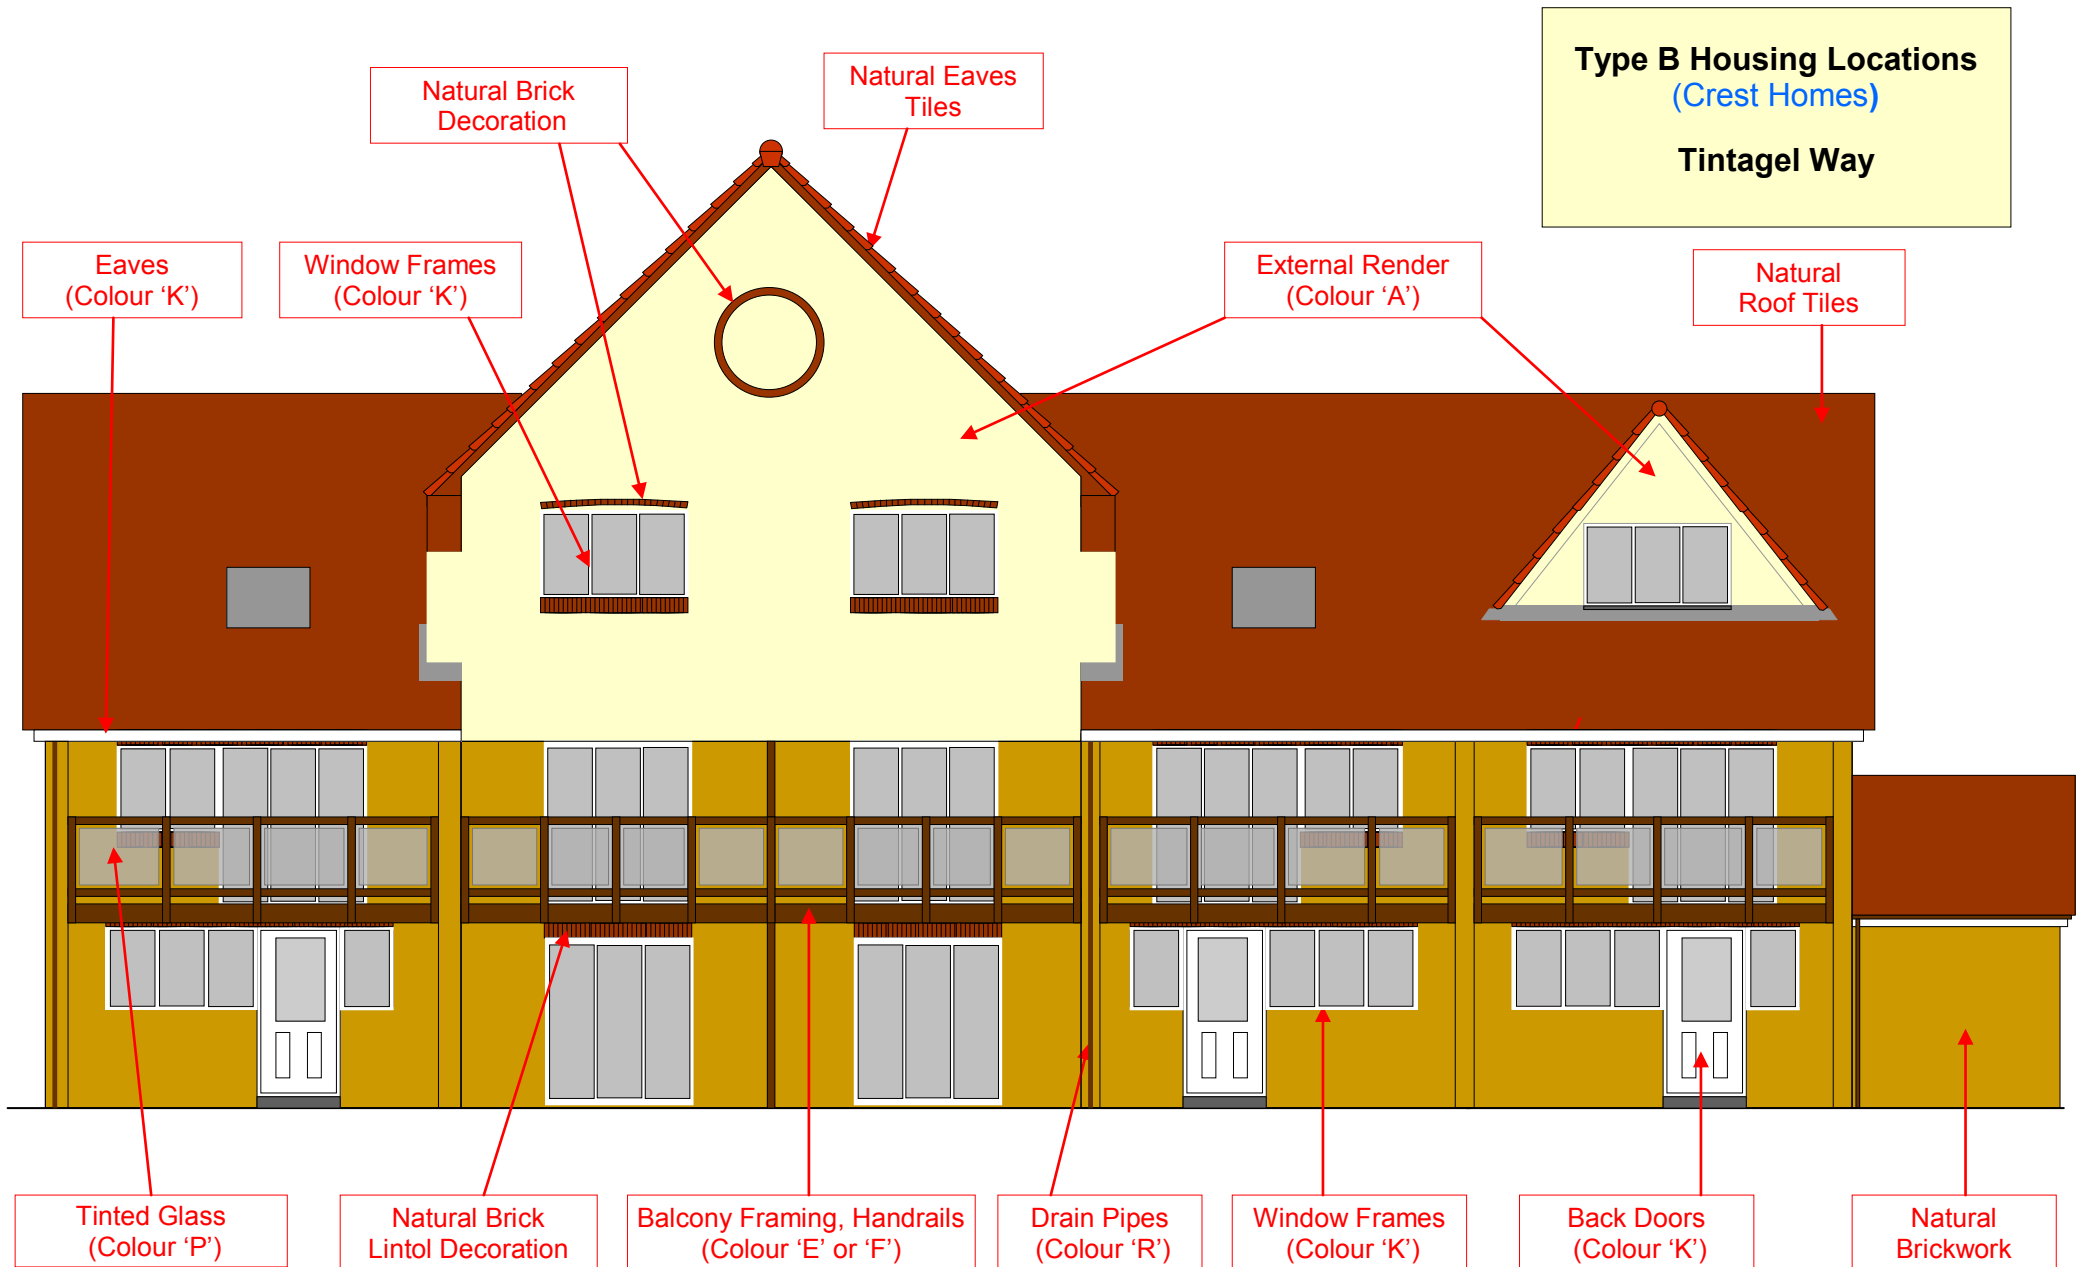 Type B Housing Locations
(Crest Homes)
Tintagel Way
Natural Eaves
Tiles
Natural Brick
Decoration
Eaves
(Colour ‘K’)
Window Frames
(Colour ‘K’)
External Render
(Colour ‘A’)
Natural
Roof Tiles
Tinted Glass
(Colour ‘P’)
Natural Brick
Lintol Decoration
Balcony Framing, Handrails
(Colour ‘E’ or ‘F’)
Drain Pipes
(Colour ‘R’)
Window Frames
(Colour ‘K’)
Back Doors
(Colour ‘K’)
Natural
Brickwork